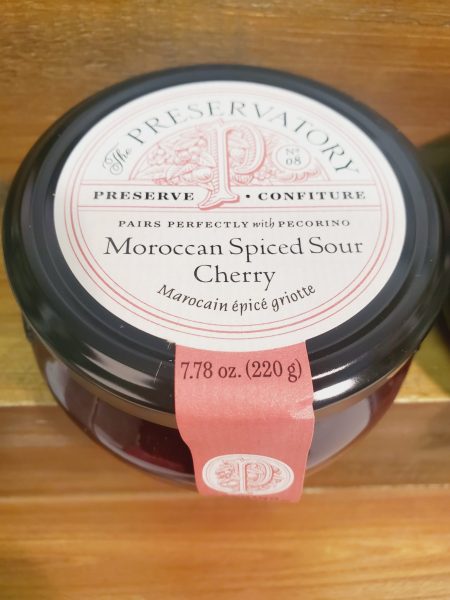 The PRESERVATORY
P
Nº 08
PRESERVE • CONFITURE
PAIRS PERFECTLY with PECORINO
Moroccan Spiced Sour
Cherry
Marocain épicé griotte
7.78 oz. (220 g)
P